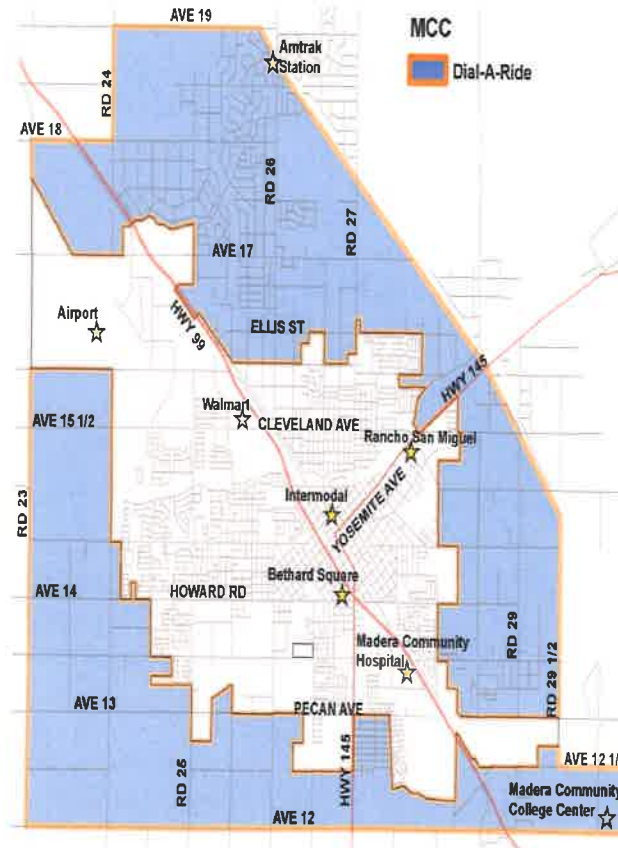 AVE 19
MCC
Amtrak
Station
Dial-A-Ride
RD 24
AVE 18
RD 26
RD 27
AVE 17
Airport
HWY 99
ELLIS ST
HWY 145
Walmart
AVE 15 1/2
CLEVELAND AVE
Rancho San Miguel
RD 23
Intermodal
YOSEMITE AVE
Bethard Square
AVE 14
HOWARD RD
RD 29
Madera Community
Hospital
RD 29 1/2
AVE 13
PECAN AVE
HWY 145
RD 25
AVE 12 1/
Madera Community
College Center
AVE 12